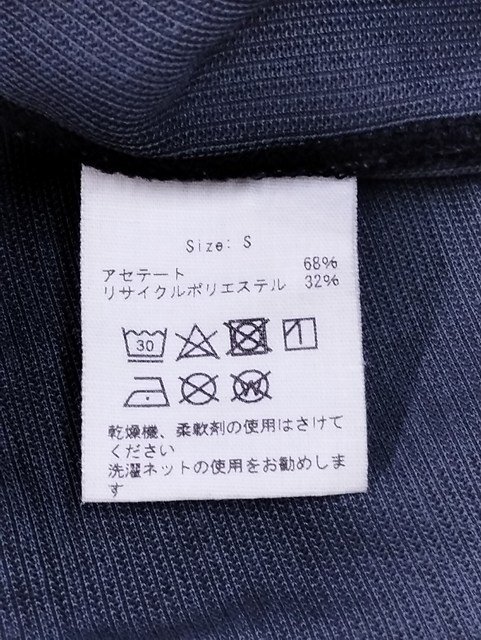 Size: S
アセテート 68%
リサイクルポリエステル 32%
30
W
乾燥機、柔軟剤の使用はさけて
ください
洗濯ネットの使用をお勧めしま
す